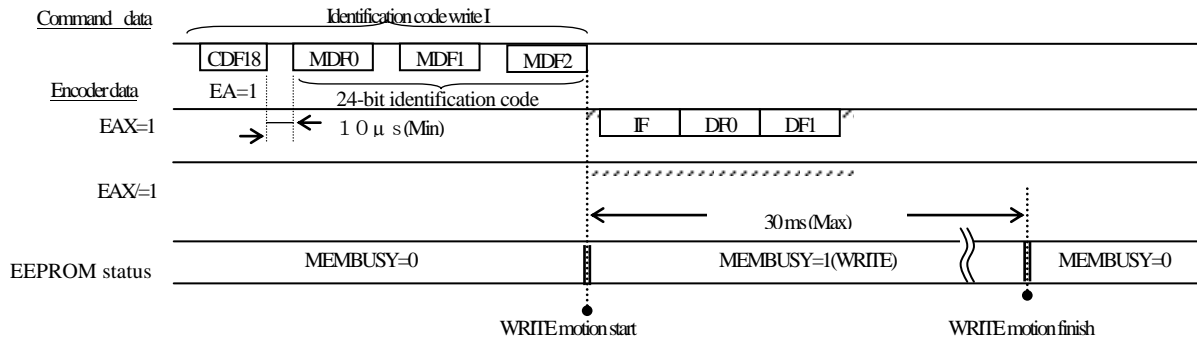 Command data
Identification code write I
CDF18 MDF0 MDF1 MDF2
EA=1
24-bit identification code
Encoder data
EAX=1
10μs(Min)
IF DF0 DF1
EAX/=1
30 ms (Max)
EEPROM status
MEMBUSY=0 MEMBUSY=1(WRITE) MEMBUSY=0
WRITE motion start WRITE motion finish